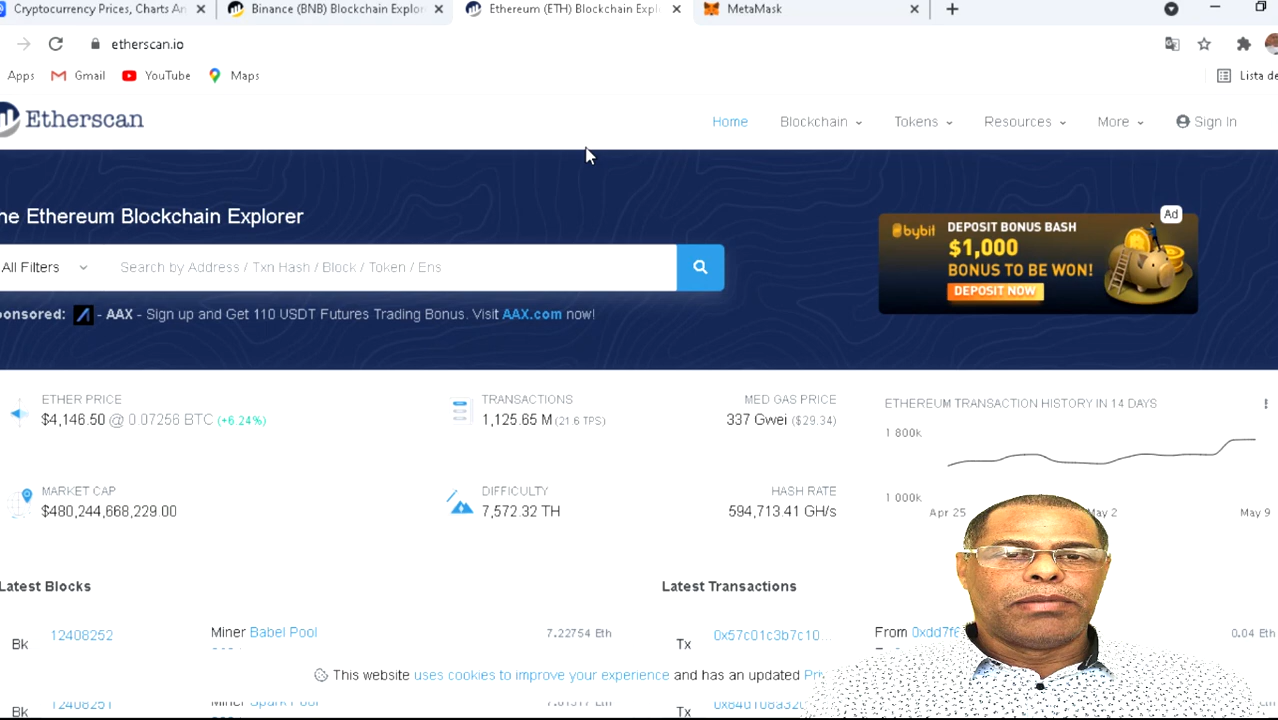 Cryptocurrency Prices, Charts An
Binance (BNB) Blockchain Explor
Ethereum (ETH) Blockchain Expl
MetaMask
etherscan.io
Apps
Gmail
YouTube
Maps
Lista de
Etherscan
Home
Blockchain
Tokens
Resources
More
Sign In
he Ethereum Blockchain Explorer
All Filters
Search by Address / Txn Hash / Block / Token / Ens
onsored: - AAX - Sign up and Get 110 USDT Futures Trading Bonus. Visit AAX.com now!
Ad
bybit
DEPOSIT BONUS BASH
$1,000
BONUS TO BE WON!
DEPOSIT NOW
ETHER PRICE
$4,146.50 @ 0.07256 BTC (+6.24%)
TRANSACTIONS
1,125.65 M (21.6 TPS)
MED GAS PRICE
337 Gwei ($29.34)
ETHEREUM TRANSACTION HISTORY IN 14 DAYS
1 800k
1 000k
Apr 25
May 2
May 9
MARKET CAP
$480,244,668,229.00
DIFFICULTY
7,572.32 TH
HASH RATE
594,713.41 GH/s
Latest Blocks
Latest Transactions
Bk
12408252
Miner Babel Pool
7.22754 Eth
Tx
0x57c01c3b7c10...
From 0xdd7f6
0.04 Eth
This website uses cookies to improve your experience and has an updated Pri
Bk
12408251
Miner Spark Pool
Tx